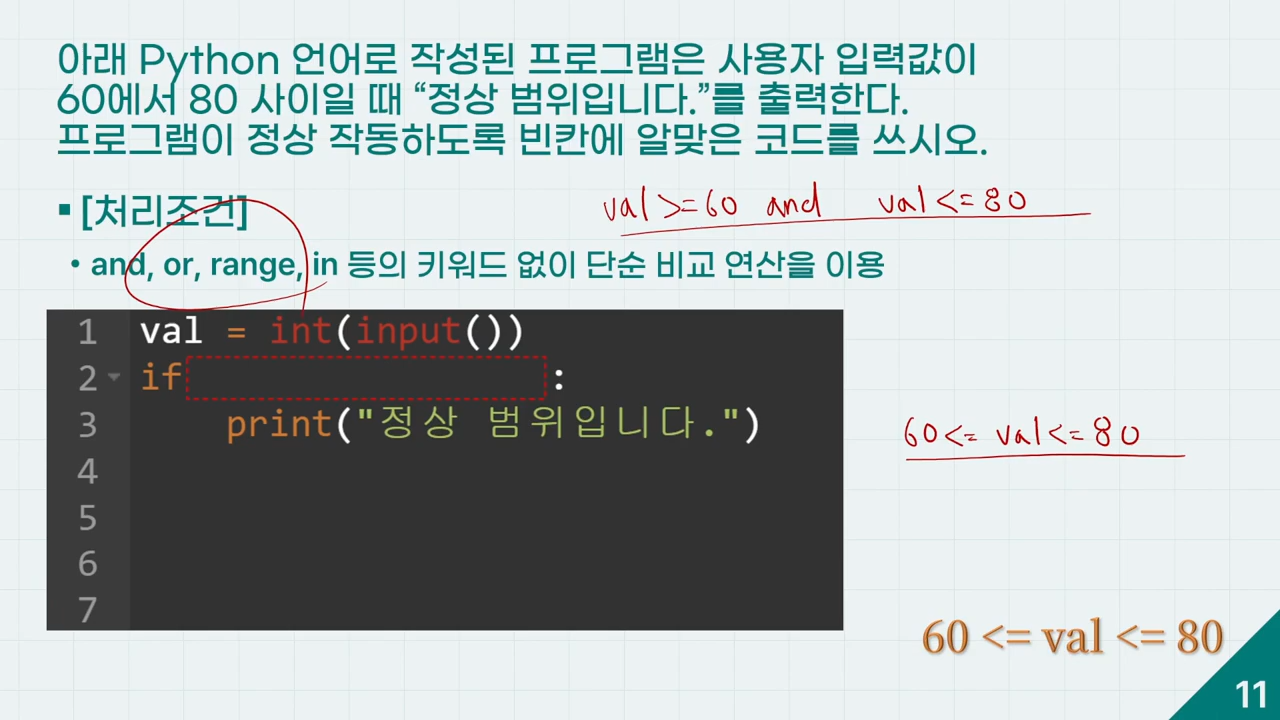 아래 Python 언어로 작성된 프로그램은 사용자 입력값이
60에서 80 사이일 때 “정상 범위입니다.”를 출력한다.
프로그램이 정상 작동하도록 빈칸에 알맞은 코드를 쓰시오.
▪ [처리조건]
val >= 60 and val <= 80
• and, or, range, in 등의 키워드 없이 단순 비교 연산을 이용
1 val = int(input())
2 if :
3 print("정상 범위입니다.")
4
5
6
7
60 <= val <= 80
60 <= val <= 80
11